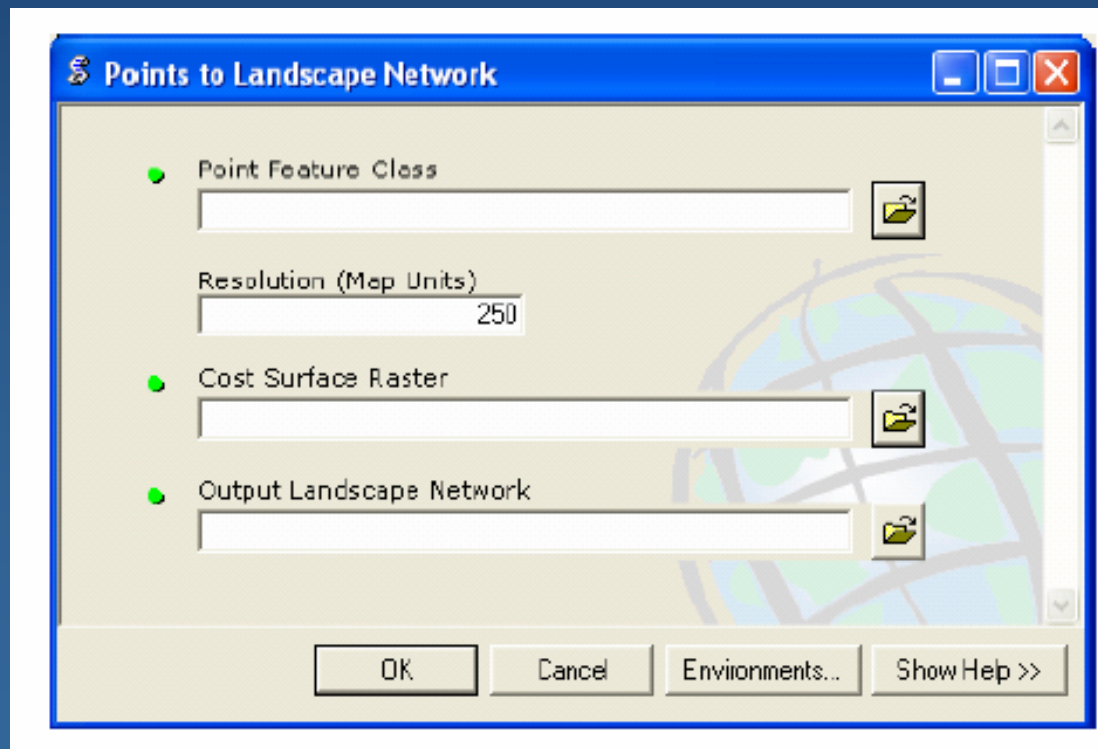 Points to Landscape Network
Point Feature Class
Resolution (Map Units)
250
Cost Surface Raster
Output Landscape Network
OK Cancel Environments... Show Help >>